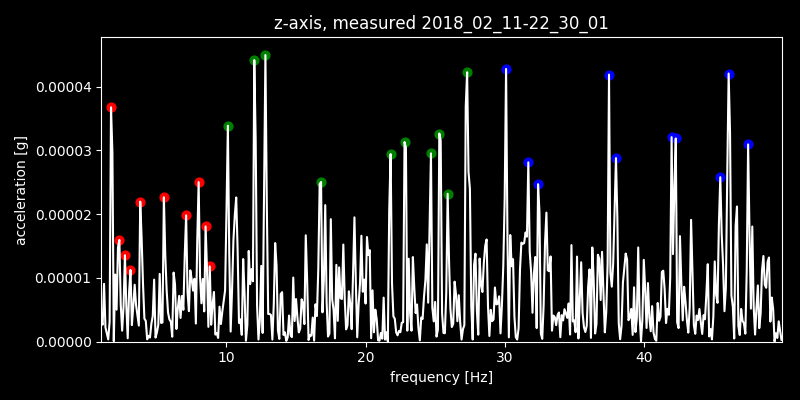 z-axis, measured 2018_02_11-22_30_01
0.00004
0.00003
0.00002
0.00001
0.00000
acceleration [g]
10 20 30 40
frequency [Hz]